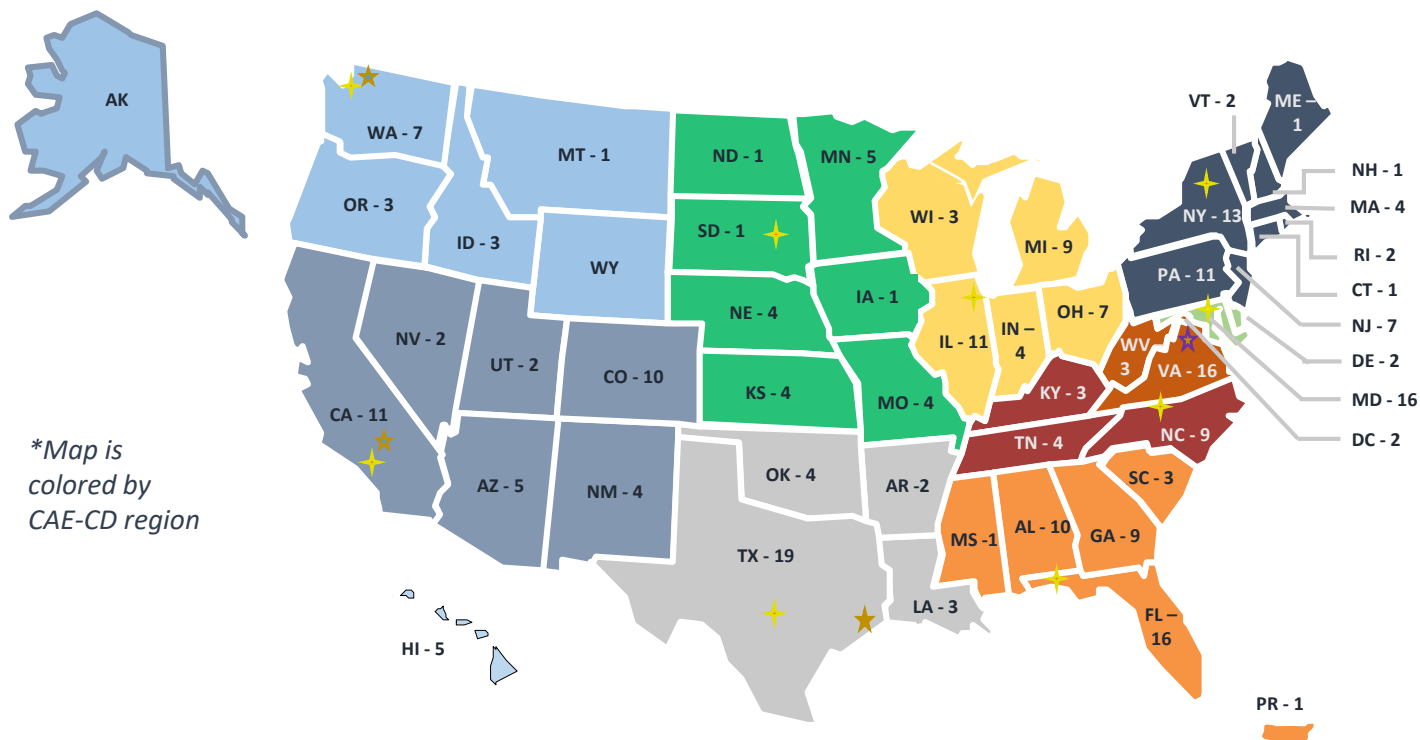 AK
VT - 2
ME –
1
WA - 7
MT - 1
ND - 1
MN - 5
NH - 1
OR - 3
ID - 3
SD - 1
WI - 3
MI - 9
NY - 13
MA - 4
RI - 2
WY
PA - 11
CT - 1
NE - 4
IA - 1
IL - 11
IN –
4
OH - 7
NJ - 7
NV - 2
UT - 2
CO - 10
WV
3
VA - 16
DE - 2
KS - 4
MO - 4
KY - 3
MD - 16
CA - 11
TN - 4
NC - 9
DC - 2
*Map is
colored by
CAE-CD region
AZ - 5
NM - 4
OK - 4
AR -2
SC - 3
MS -1
AL - 10
GA - 9
TX - 19
LA - 3
FL –
16
HI - 5
PR - 1